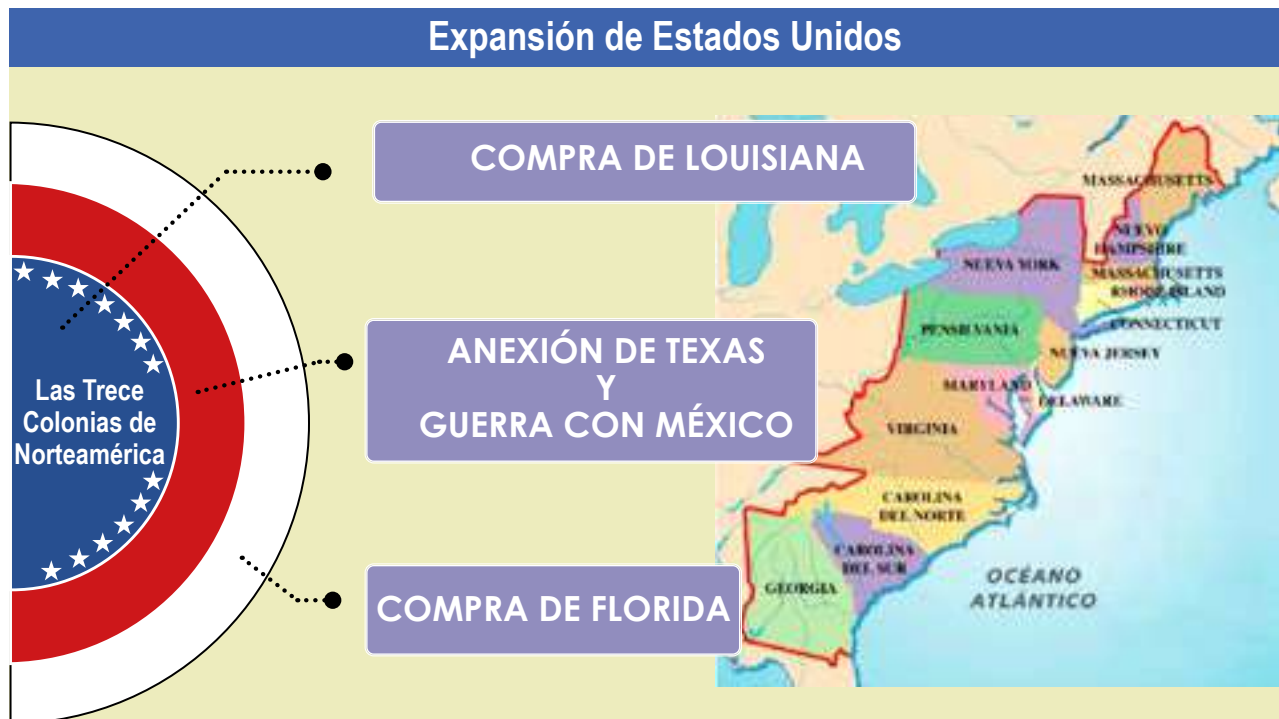 Expansión de Estados Unidos
COMPRA DE LOUISIANA
ANEXIÓN DE TEXAS
Y
GUERRA CON MÉXICO
COMPRA DE FLORIDA
Las Trece
Colonias de
Norteamérica
MASSACHUSETTS
NUEVO
HAMPSHIRE
NUEVA YORK
MASSACHUSETTS
RHODE ISLAND
CONNECTICUT
PENSILVANIA
NUEVA JERSEY
MARYLAND
DELAWARE
VIRGINIA
CAROLINA
DEL NORTE
CAROLINA
DEL SUR
GEORGIA
OCÉANO
ATLÁNTICO